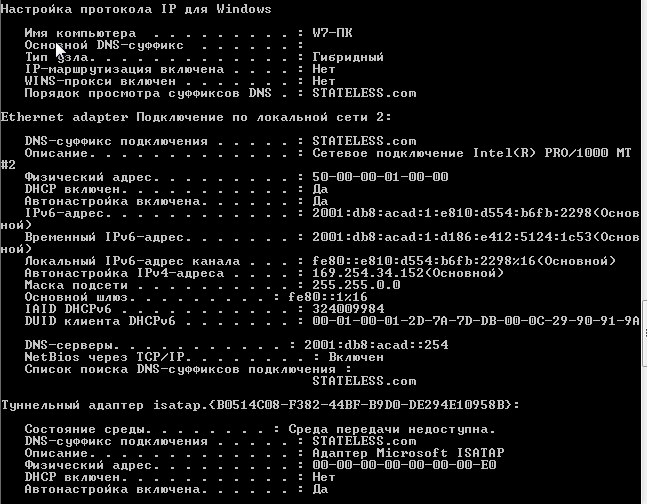 Настройка протокола IP для Windows
Имя компьютера . . . . . . . . . : W7-ПК
Основной DNS-суффикс . . . . . . :
Тип узла. . . . . . . . . . . . . : Гибридный
IP-маршрутизация включена . . . . : Нет
WINS-прокси включен . . . . . . . : Нет
Порядок просмотра суффиксов DNS . : STATELESS.com
Ethernet adapter Подключение по локальной сети 2:
DNS-суффикс подключения . . . . . : STATELESS.com
Описание. . . . . . . . . . . . . : Сетевое подключение Intel(R) PRO/1000 MT
#2
Физический адрес. . . . . . . . . : 50-00-00-01-00-00
DHCP включен. . . . . . . . . . . : Да
Автонастройка включена. . . . . . : Да
IPv6-адрес. . . . . . . . . . . . : 2001:db8:acad:1:e810:d554:b6fb:2298(Основ
ной)
Временный IPv6-адрес. . . . . . . : 2001:db8:acad:1:d186:e412:5124:1c53(Основ
ной)
Локальный IPv6-адрес канала . . . : fe80::e810:d554:b6fb:2298%16(Основной)
Автонастройка IPv4-адреса . . . . : 169.254.34.152(Основной)
Маска подсети . . . . . . . . . . : 255.255.0.0
Основной шлюз. . . . . . . . . : fe80::1%16
IAID DHCPv6 . . . . . . . . . . . : 324009984
DUID клиента DHCPv6 . . . . . . . : 00-01-00-01-2D-7A-7D-DB-00-0C-29-90-91-9A
DNS-серверы. . . . . . . . . . . : 2001:db8:acad::254
NetBios через TCP/IP. . . . . . . . : Включен
Список поиска DNS-суффиксов подключения :
STATELESS.com
Туннельный адаптер isatap.{B0514C08-F382-44BF-B9D0-DE294E10958B}:
Состояние среды. . . . . . . . : Среда передачи недоступна.
DNS-суффикс подключения . . . . . : STATELESS.com
Описание. . . . . . . . . . . . . : Адаптер Microsoft ISATAP
Физический адрес. . . . . . . . . : 00-00-00-00-00-00-00-E0
DHCP включен. . . . . . . . . . . : Нет
Автонастройка включена. . . . . . : Да